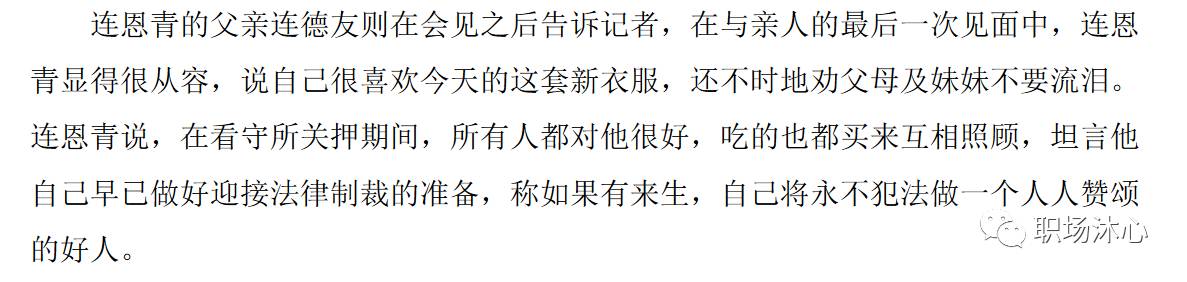 连恩青的父亲连德友则在会见之后告诉记者，在与亲人的最后一次见面中，连恩
青显得很从容，说自己很喜欢今天的这套新衣服，还不时地劝父母及妹妹不要流泪。
连恩青说，在看守所关押期间，所有人都对他很好，吃的也都买来互相照顾，坦言他
自己早已做好迎接法律制裁的准备，称如果有来生，自己将永不犯法做一个人人赞颂
的好人。
职场沐心